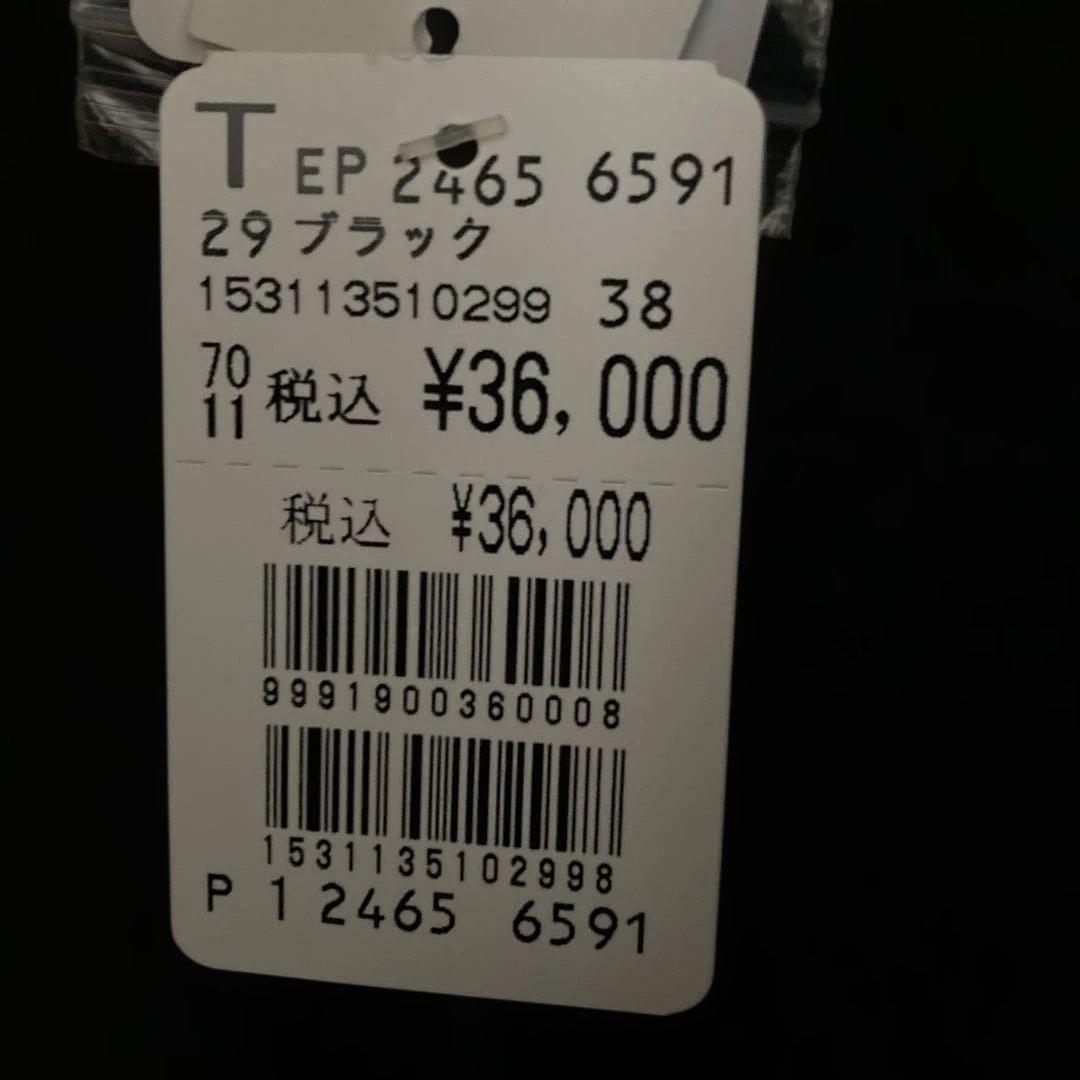 T EP 2465 6591
29 ブラック
153113510299 38
70
11 税込 ¥36,000
税込 ¥36,000
9991900360008
1531135102998
P 1 2465 6591